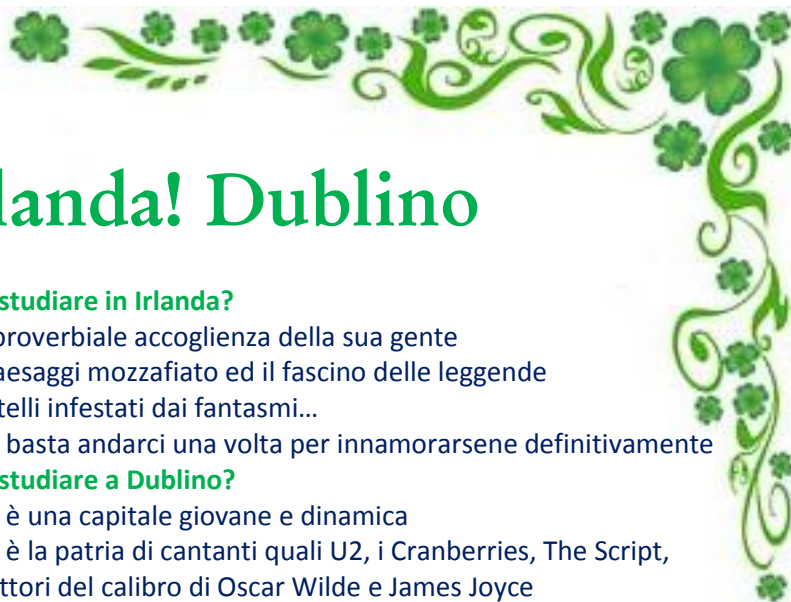 landa! Dublino
studiare in Irlanda?
proverbiale accoglienza della sua gente
aesaggi mozzafiato ed il fascino delle leggende
telli infestati dai fantasmi…
basta andarci una volta per innamorarsene definitivamente
studiare a Dublino?
è una capitale giovane e dinamica
è la patria di cantanti quali U2, i Cranberries, The Script,
ttori del calibro di Oscar Wilde e James Joyce